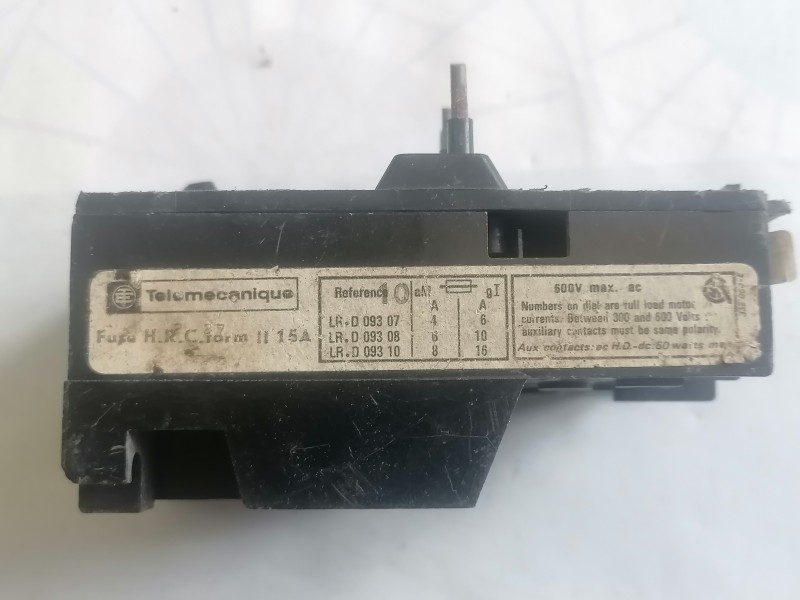 Telemecanique
Fuse H.R.C. form II 15A
Reference 10 aM gI
A A
LR.D 093 07 4 6
LR.D 093 08 6 10
LR.D 093 10 8 16
600V max. ac
Numbers on dial are full load motor
currents. Between 300 and 600 Volts :
auxiliary contacts must be same polarity.
Aux contacts: ac H.D.-dc: 50 watts max